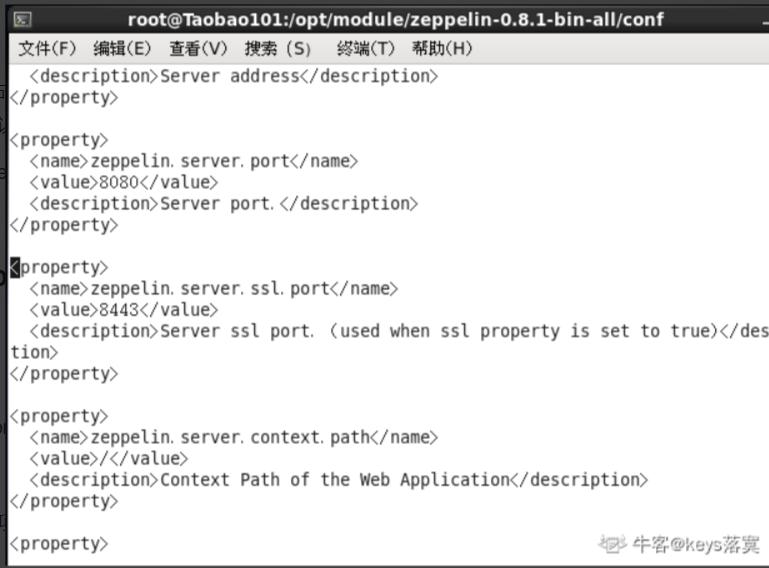 root@Taobao101:/opt/module/zeppelin-0.8.1-bin-all/conf
文件(F) 编辑(E) 查看(V) 搜索 (S) 终端(T) 帮助(H)
<description>Server address</description>
</property>
<property>
<name>zeppelin.server.port</name>
<value>8080</value>
<description>Server port.</description>
</property>
<property>
<name>zeppelin.server.ssl.port</name>
<value>8443</value>
<description>Server ssl port. (used when ssl property is set to true)</des
tion>
</property>
<property>
<name>zeppelin.server.context.path</name>
<value>/</value>
<description>Context Path of the Web Application</description>
</property>
<property>
牛客@keys落寞